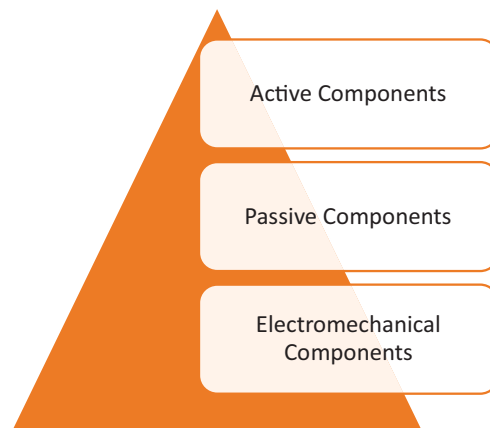 Active Components
Passive Components
Electromechanical
Components